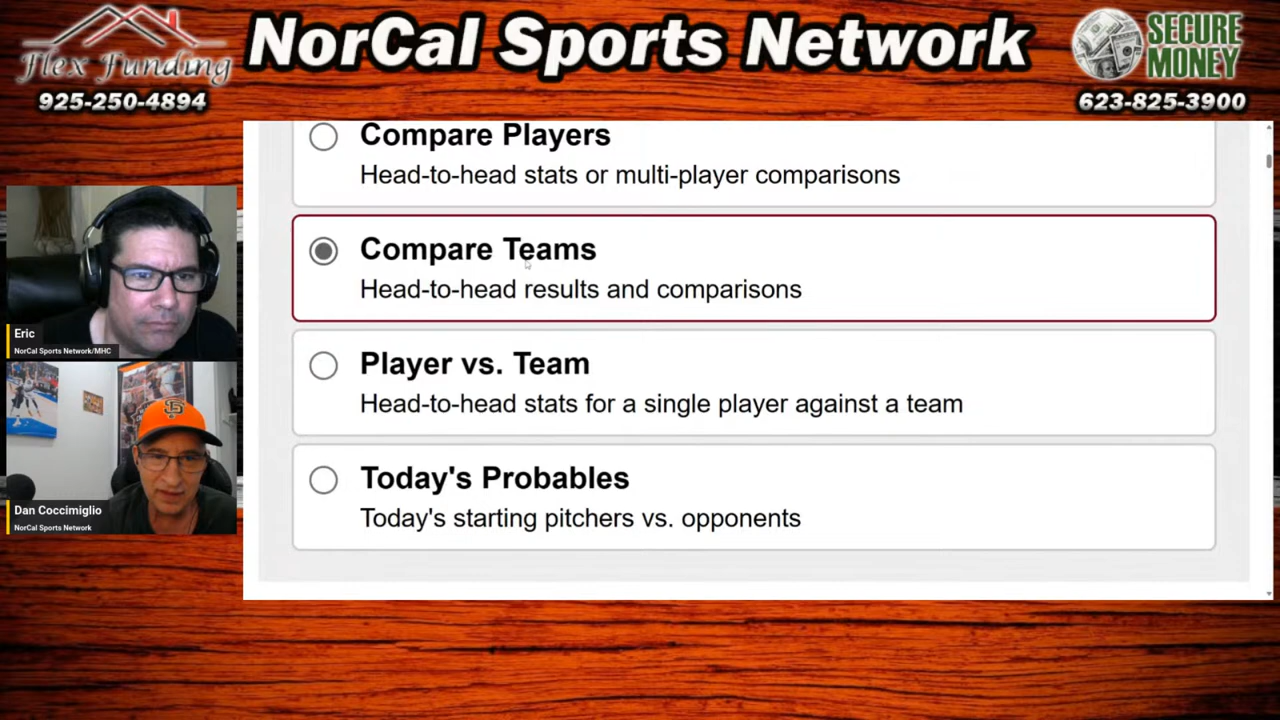 Flex Funding
925-250-4894
NorCal Sports Network
SECURE
MONEY
623-825-3900
Compare Players
Head-to-head stats or multi-player comparisons
Compare Teams
Head-to-head results and comparisons
Player vs. Team
Head-to-head stats for a single player against a team
Today's Probables
Today's starting pitchers vs. opponents
Eric
NorCal Sports Network/MHC
SF
Dan Coccimiglio
NorCal Sports Network